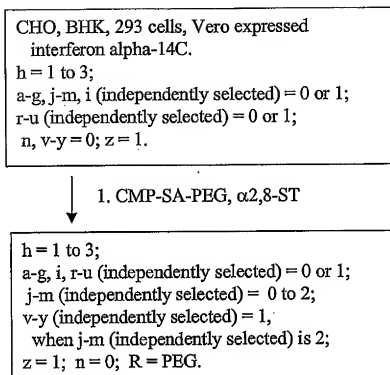 CHO, BHK, 293 cells, Vero expressed
interferon alpha-14C.
h = 1 to 3;
a-g, j-m, i (independently selected) = 0 or 1;
r-u (independently selected) = 0 or 1;
n, v-y = 0; z = 1.
1. CMP-SA-PEG, α2,8-ST
h = 1 to 3;
a-g, i, r-u (independently selected) = 0 or 1;
j-m (independently selected) = 0 to 2;
v-y (independently selected) = 1,
when j-m (independently selected) is 2;
z = 1; n = 0; R = PEG.